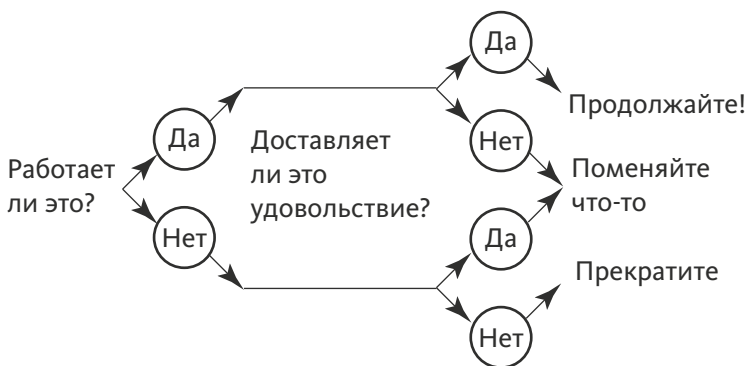 Работает
ли это?
Да
Нет
Доставляет
ли это
удовольствие?
Да
Нет
Да
Нет
Продолжайте!
Поменяйте
что-то
Прекратите